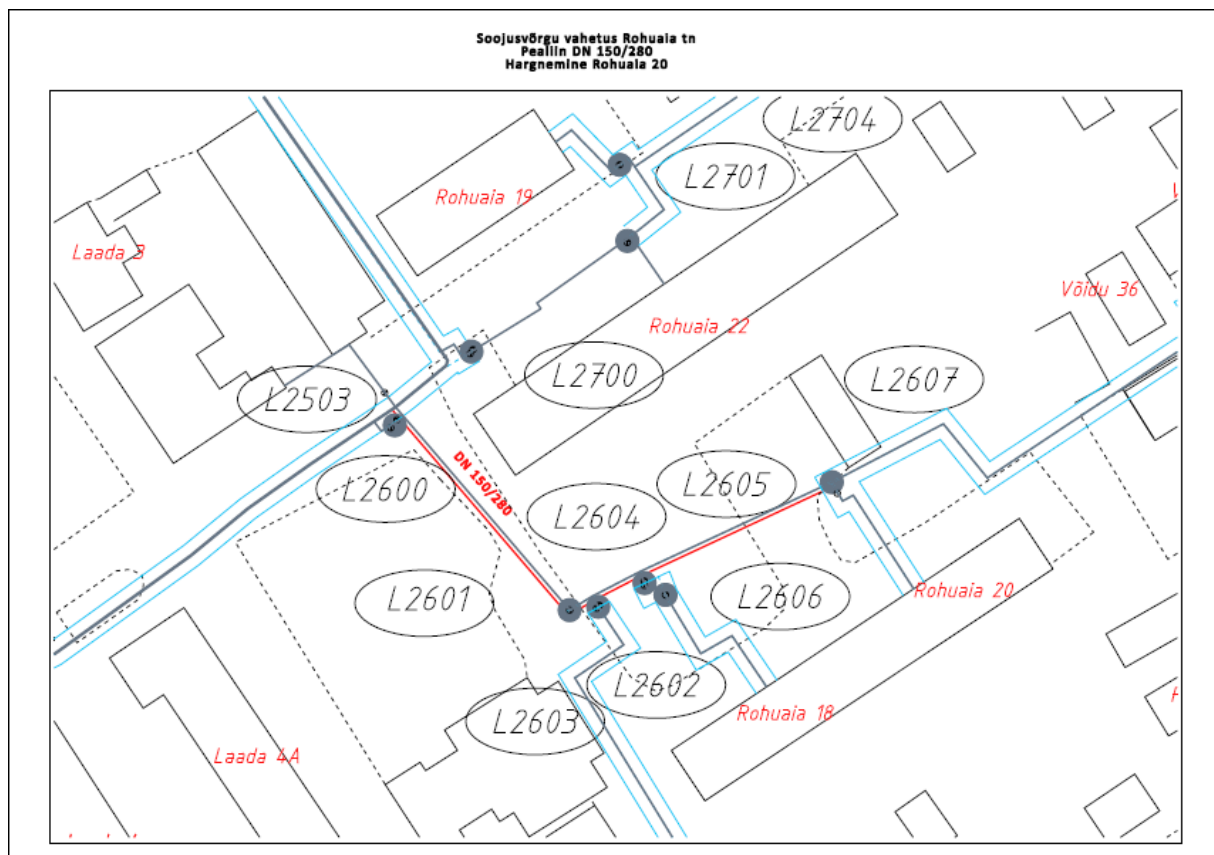 Soojusvõrgu vahetus Rohuaia tn
Pealiin DN 150/280
Hargnemine Rohuaia 20
L2704
L2701
Rohuaia 19
Laada 3
Võidu 36
Rohuaia 22
L2700
L2607
L2503
L2600
DN 150/280
L2605
L2604
L2601
L2606
Rohuaia 20
L2602
L2603
Rohuaia 18
Laada 4A